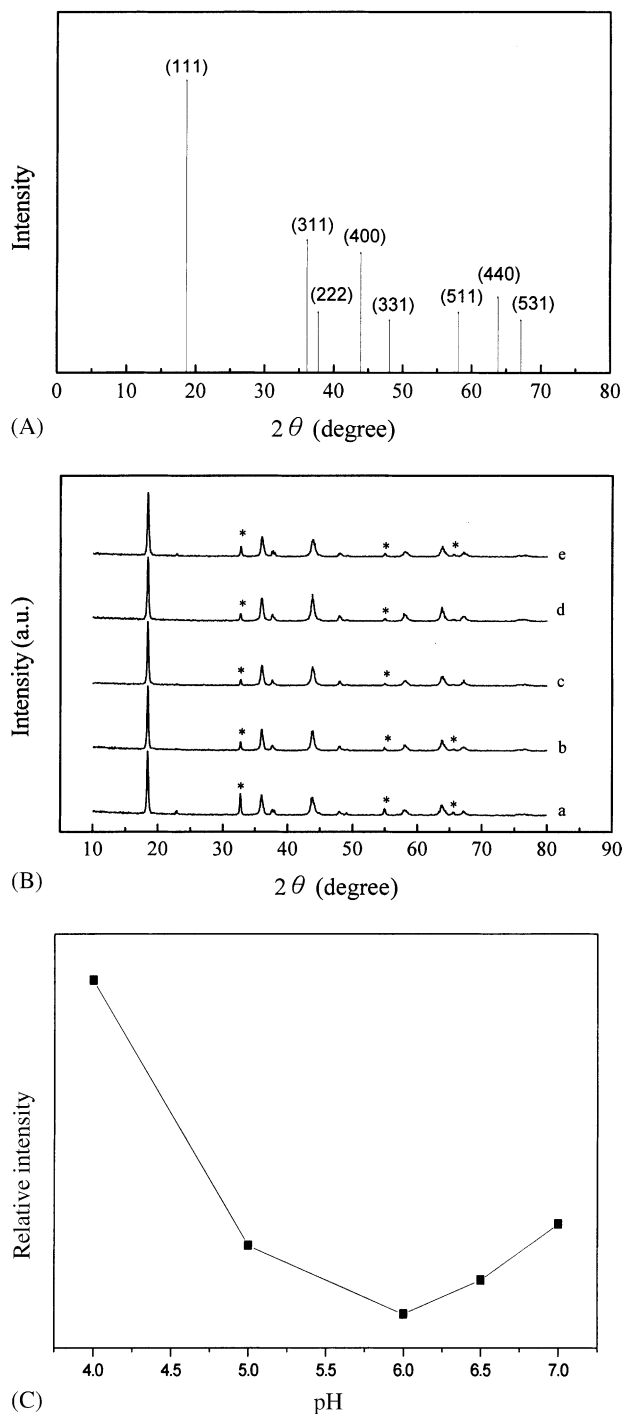 (111)
(311)
(400)
(222)
(331)
(511)
(440)
(531)
Intensity
0 10 20 30 40 50 60 70 80
(A)
2 θ (degree)
* * * e
* * d
* * c
* * * b
* * * a
Intensity (a.u.)
10 20 30 40 50 60 70 80 90
(B)
2 θ (degree)
Relative intensity
4.0 4.5 5.0 5.5 6.0 6.5 7.0
(C)
pH